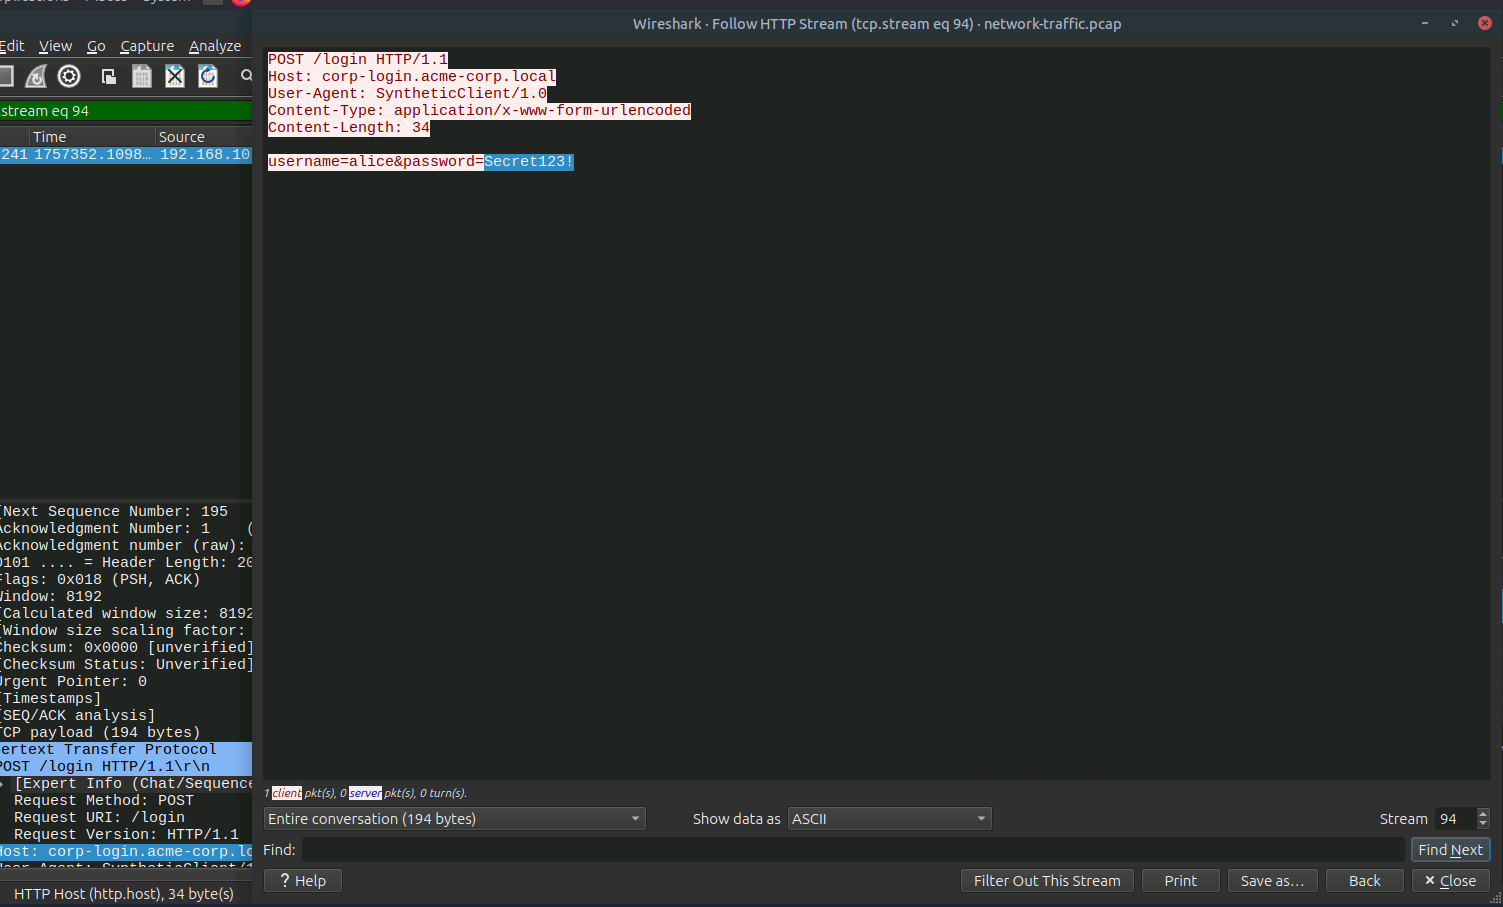 Wireshark · Follow HTTP Stream (tcp.stream eq 94) · network-traffic.pcap
Edit View Go Capture Analyze
stream eq 94
Time Source
241 1757352.1098… 192.168.10
POST /login HTTP/1.1
Host: corp-login.acme-corp.local
User-Agent: SyntheticClient/1.0
Content-Type: application/x-www-form-urlencoded
Content-Length: 34
username=alice&password=Secret123!
[Next Sequence Number: 195
Acknowledgment Number: 1 (
Acknowledgment number (raw):
0101 .... = Header Length: 20
Flags: 0x018 (PSH, ACK)
Window: 8192
[Calculated window size: 8192
[Window size scaling factor:
Checksum: 0x0000 [unverified]
[Checksum Status: Unverified]
Urgent Pointer: 0
[Timestamps]
[SEQ/ACK analysis]
TCP payload (194 bytes)
pertext Transfer Protocol
POST /login HTTP/1.1\r\n
[Expert Info (Chat/Sequence
Request Method: POST
Request URI: /login
Request Version: HTTP/1.1
Host: corp-login.acme-corp.lo
HTTP Host (http.host), 34 byte(s)
1 client pkt(s), 0 server pkt(s), 0 turn(s).
Entire conversation (194 bytes) Show data as ASCII Stream 94
Find: Find Next
? Help Filter Out This Stream Print Save as… Back × Close